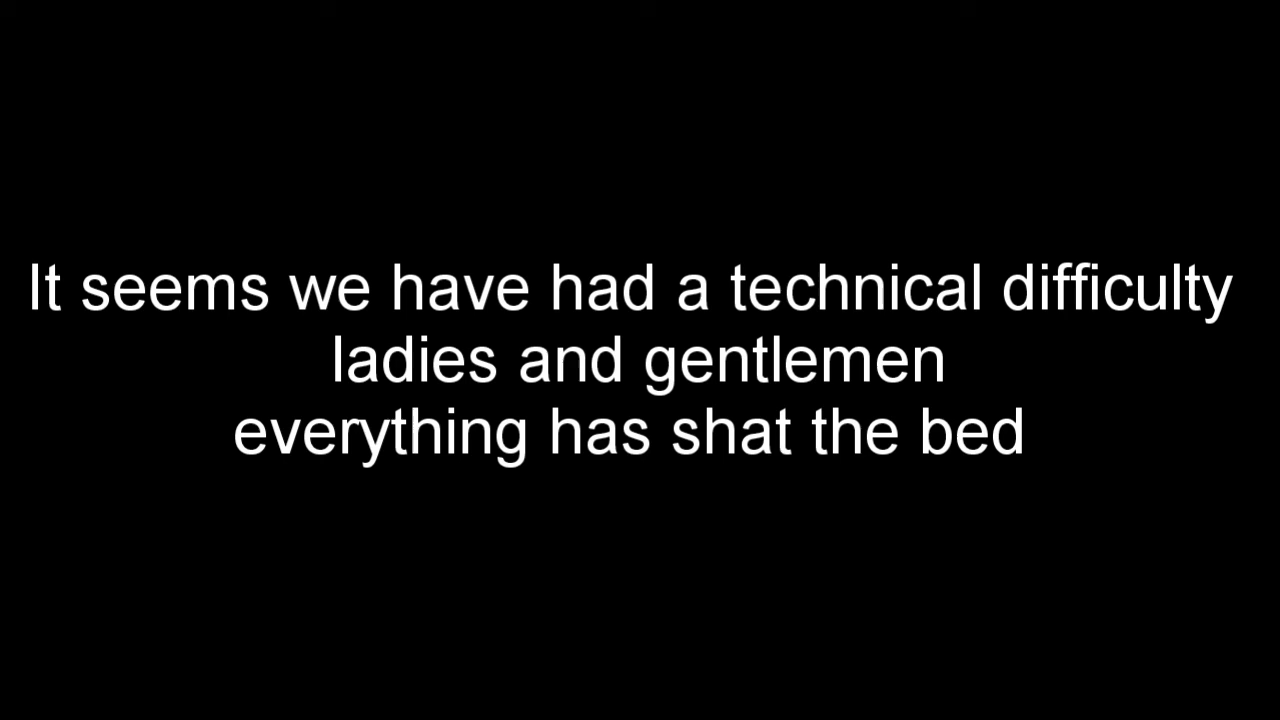 It seems we have had a technical difficulty
ladies and gentlemen
everything has shat the bed